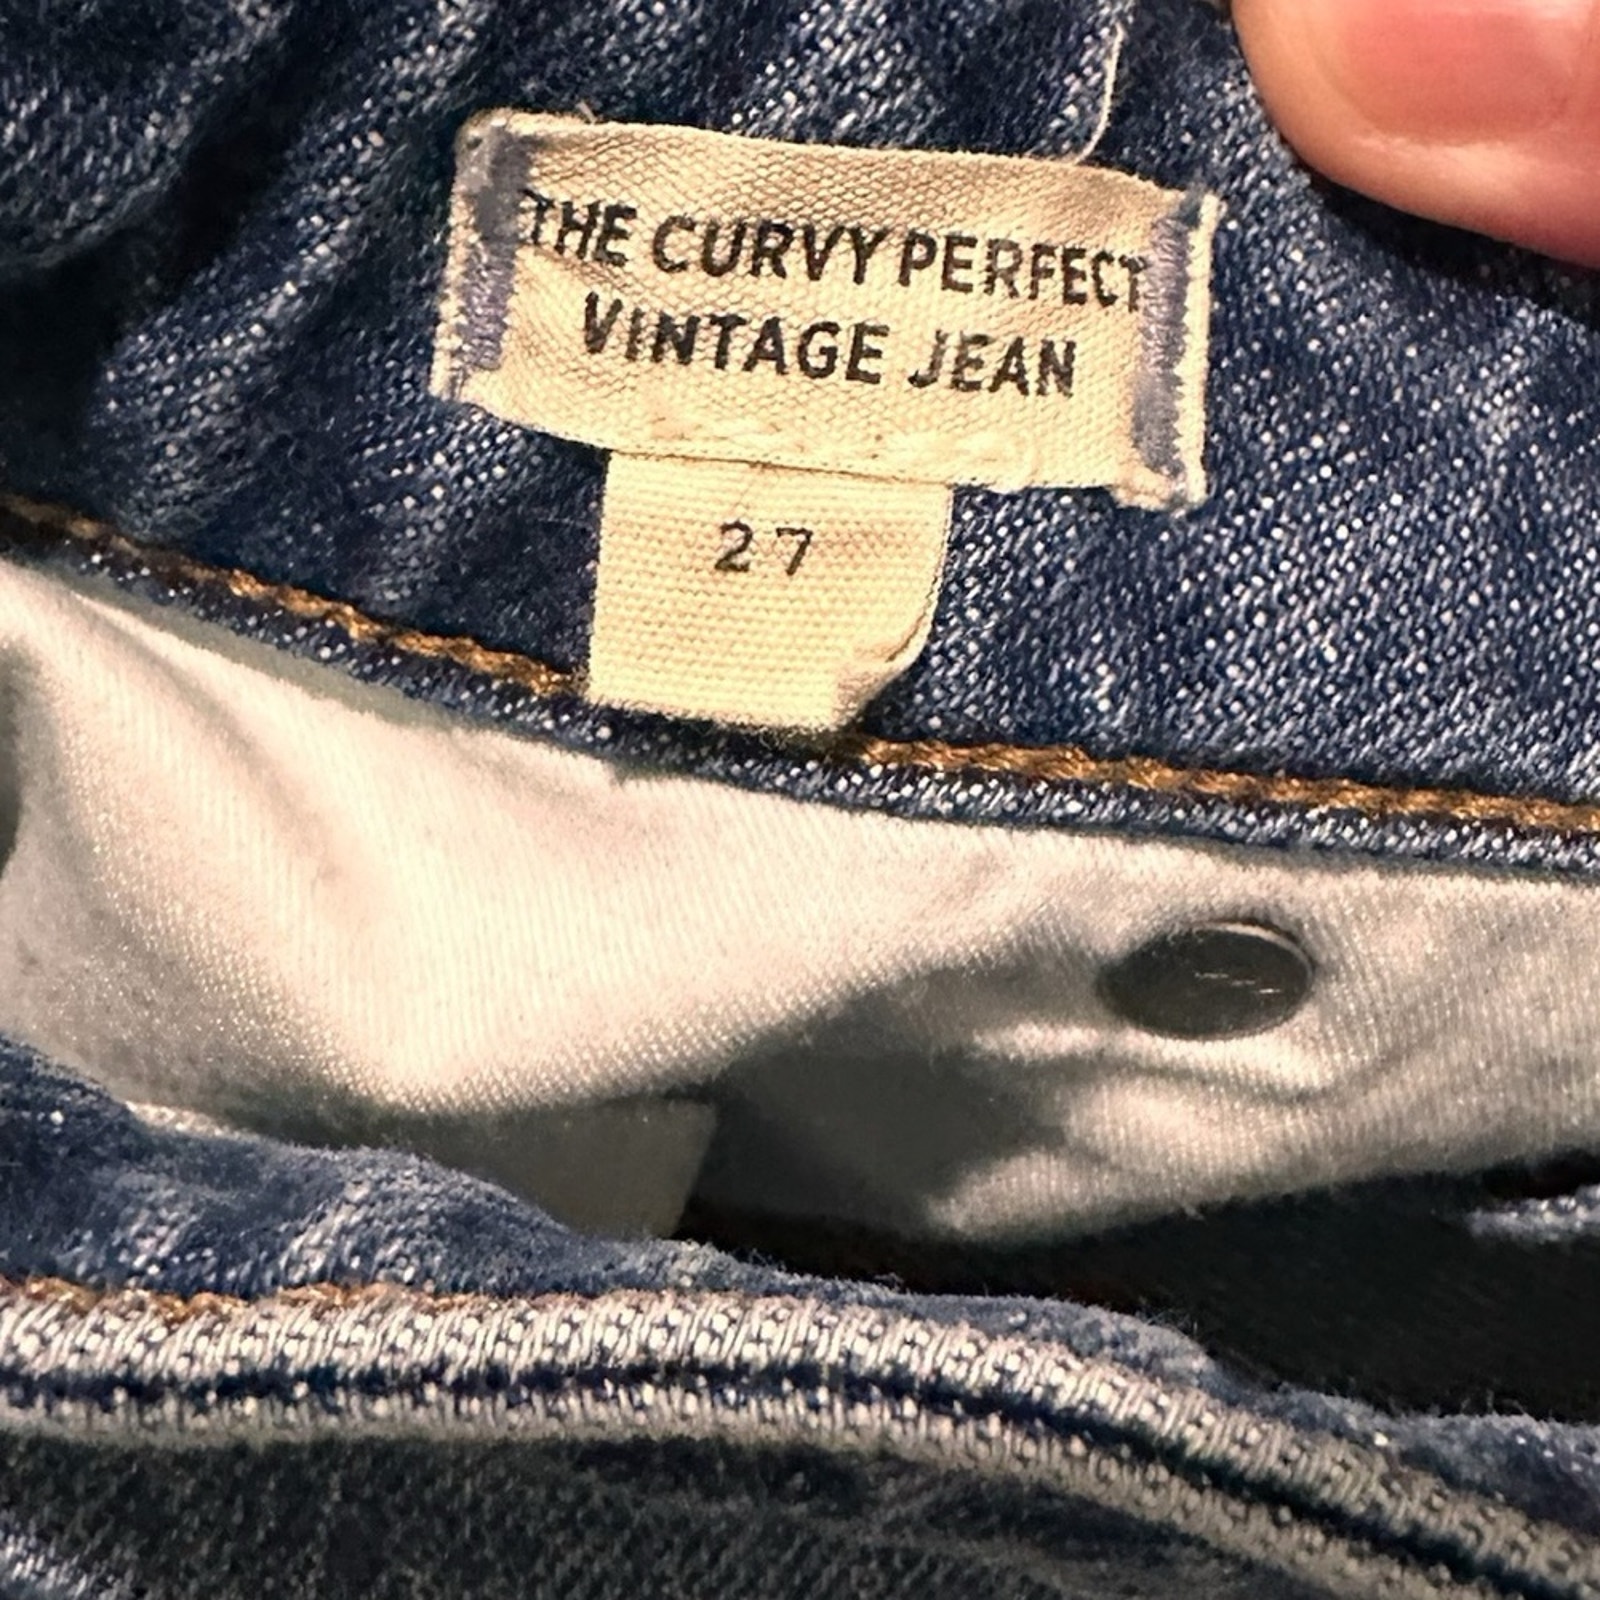 THE CURVY PERFECT
VINTAGE JEAN
27